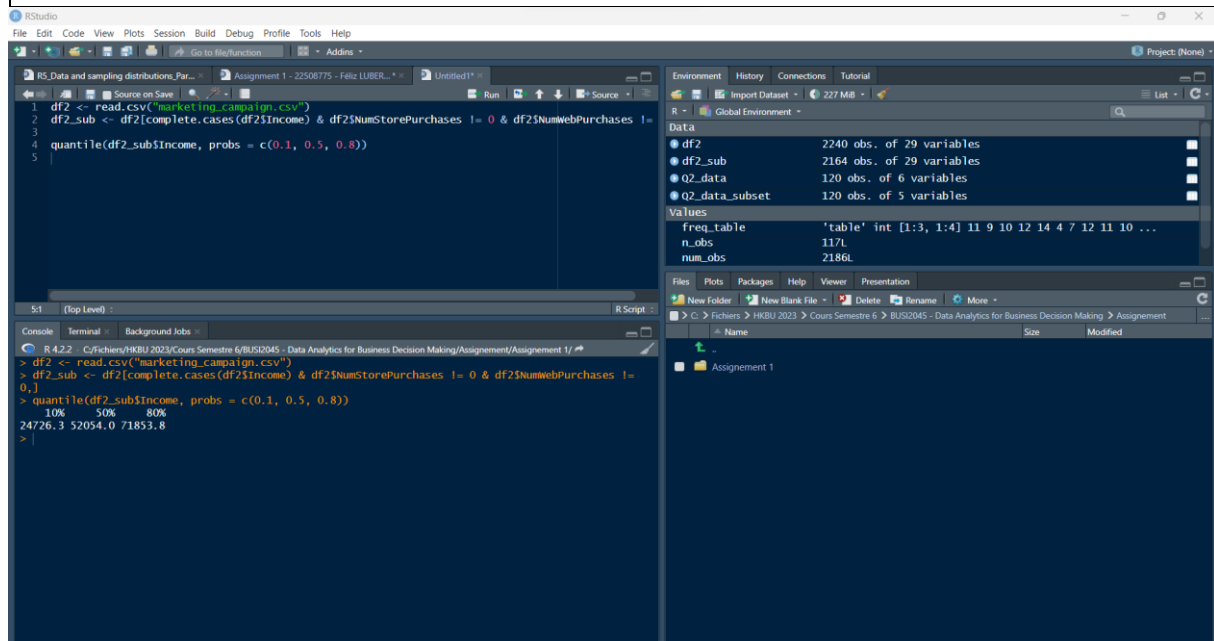 RStudio
File Edit Code View Plots Session Build Debug Profile Tools Help
Go to file/function Addins Project: (None)
R5_Data and sampling distributions_Par... Assignment 1 - 22508775 - Féliz LUBER...* Untitled1*
Source on Save Run Source
1 df2 <- read.csv("marketing_campaign.csv")
2 df2_sub <- df2[complete.cases(df2$Income) & df2$NumStorePurchases != 0 & df2$NumWebPurchases !=
3
4 quantile(df2_sub$Income, probs = c(0.1, 0.5, 0.8))
5
5:1 (Top Level) R Script
Console Terminal Background Jobs
R 4.2.2 · C:/Fichiers/HKBU 2023/Cours Semestre 6/BUSI2045 - Data Analytics for Business Decision Making/Assignement/Assignement 1/
> df2 <- read.csv("marketing_campaign.csv")
> df2_sub <- df2[complete.cases(df2$Income) & df2$NumStorePurchases != 0 & df2$NumWebPurchases !=
0,]
> quantile(df2_sub$Income, probs = c(0.1, 0.5, 0.8))
10% 50% 80%
24726.3 52054.0 71853.8
>
Environment History Connections Tutorial
Import Dataset 227 MiB List
R Global Environment
Data
df2 2240 obs. of 29 variables
df2_sub 2164 obs. of 29 variables
Q2_data 120 obs. of 6 variables
Q2_data_subset 120 obs. of 5 variables
Values
freq_table 'table' int [1:3, 1:4] 11 9 10 12 14 4 7 12 11 10 ...
n_obs 117L
num_obs 2186L
Files Plots Packages Help Viewer Presentation
New Folder New Blank File Delete Rename More
C: > Fichiers > HKBU 2023 > Cours Semestre 6 > BUSI2045 - Data Analytics for Business Decision Making > Assignement ...
Name Size Modified
..
Assignement 1